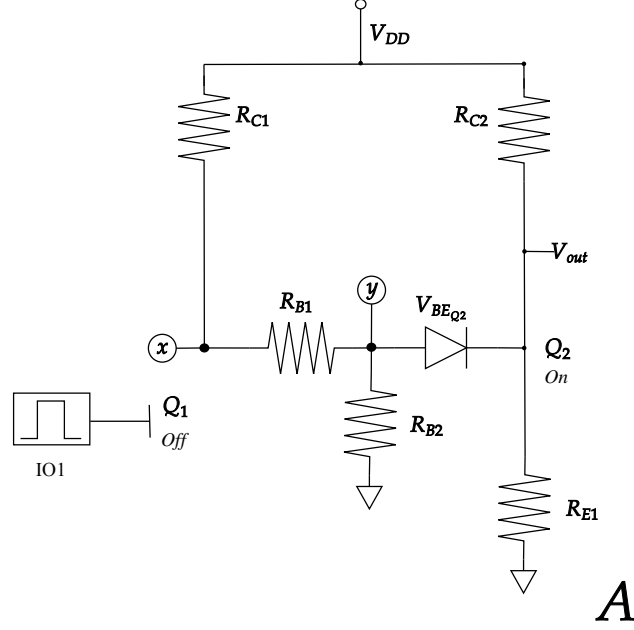 V_DD
R_C1
R_C2
V_out
y
R_B1
V_BE_Q2
x
Q_2
On
Q_1
Off
R_B2
IO1
R_E1
A